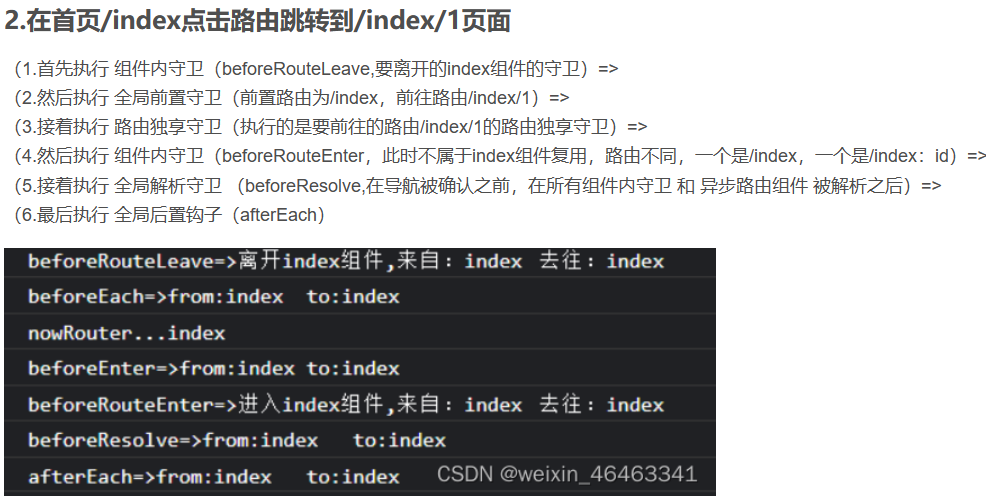 2.在首页/index点击路由跳转到/index/1页面
（1.首先执行 组件内守卫（beforeRouteLeave,要离开的index组件的守卫）=>
（2.然后执行 全局前置守卫（前置路由为/index，前往路由/index/1）=>
（3.接着执行 路由独享守卫（执行的是要前往的路由/index/1的路由独享守卫）=>
（4.然后执行 组件内守卫（beforeRouteEnter，此时不属于index组件复用，路由不同，一个是/index，一个是/index：id）=>
（5.接着执行 全局解析守卫 （beforeResolve,在导航被确认之前，在所有组件内守卫 和 异步路由组件 被解析之后）=>
（6.最后执行 全局后置钩子（afterEach）
beforeRouteLeave=>离开index组件,来自：index 去往：index
beforeEach=>from:index to:index
nowRouter...index
beforeEnter=>from:index to:index
beforeRouteEnter=>进入index组件,来自：index 去往：index
beforeResolve=>from:index to:index
afterEach=>from:index to:index
CSDN @weixin_46463341